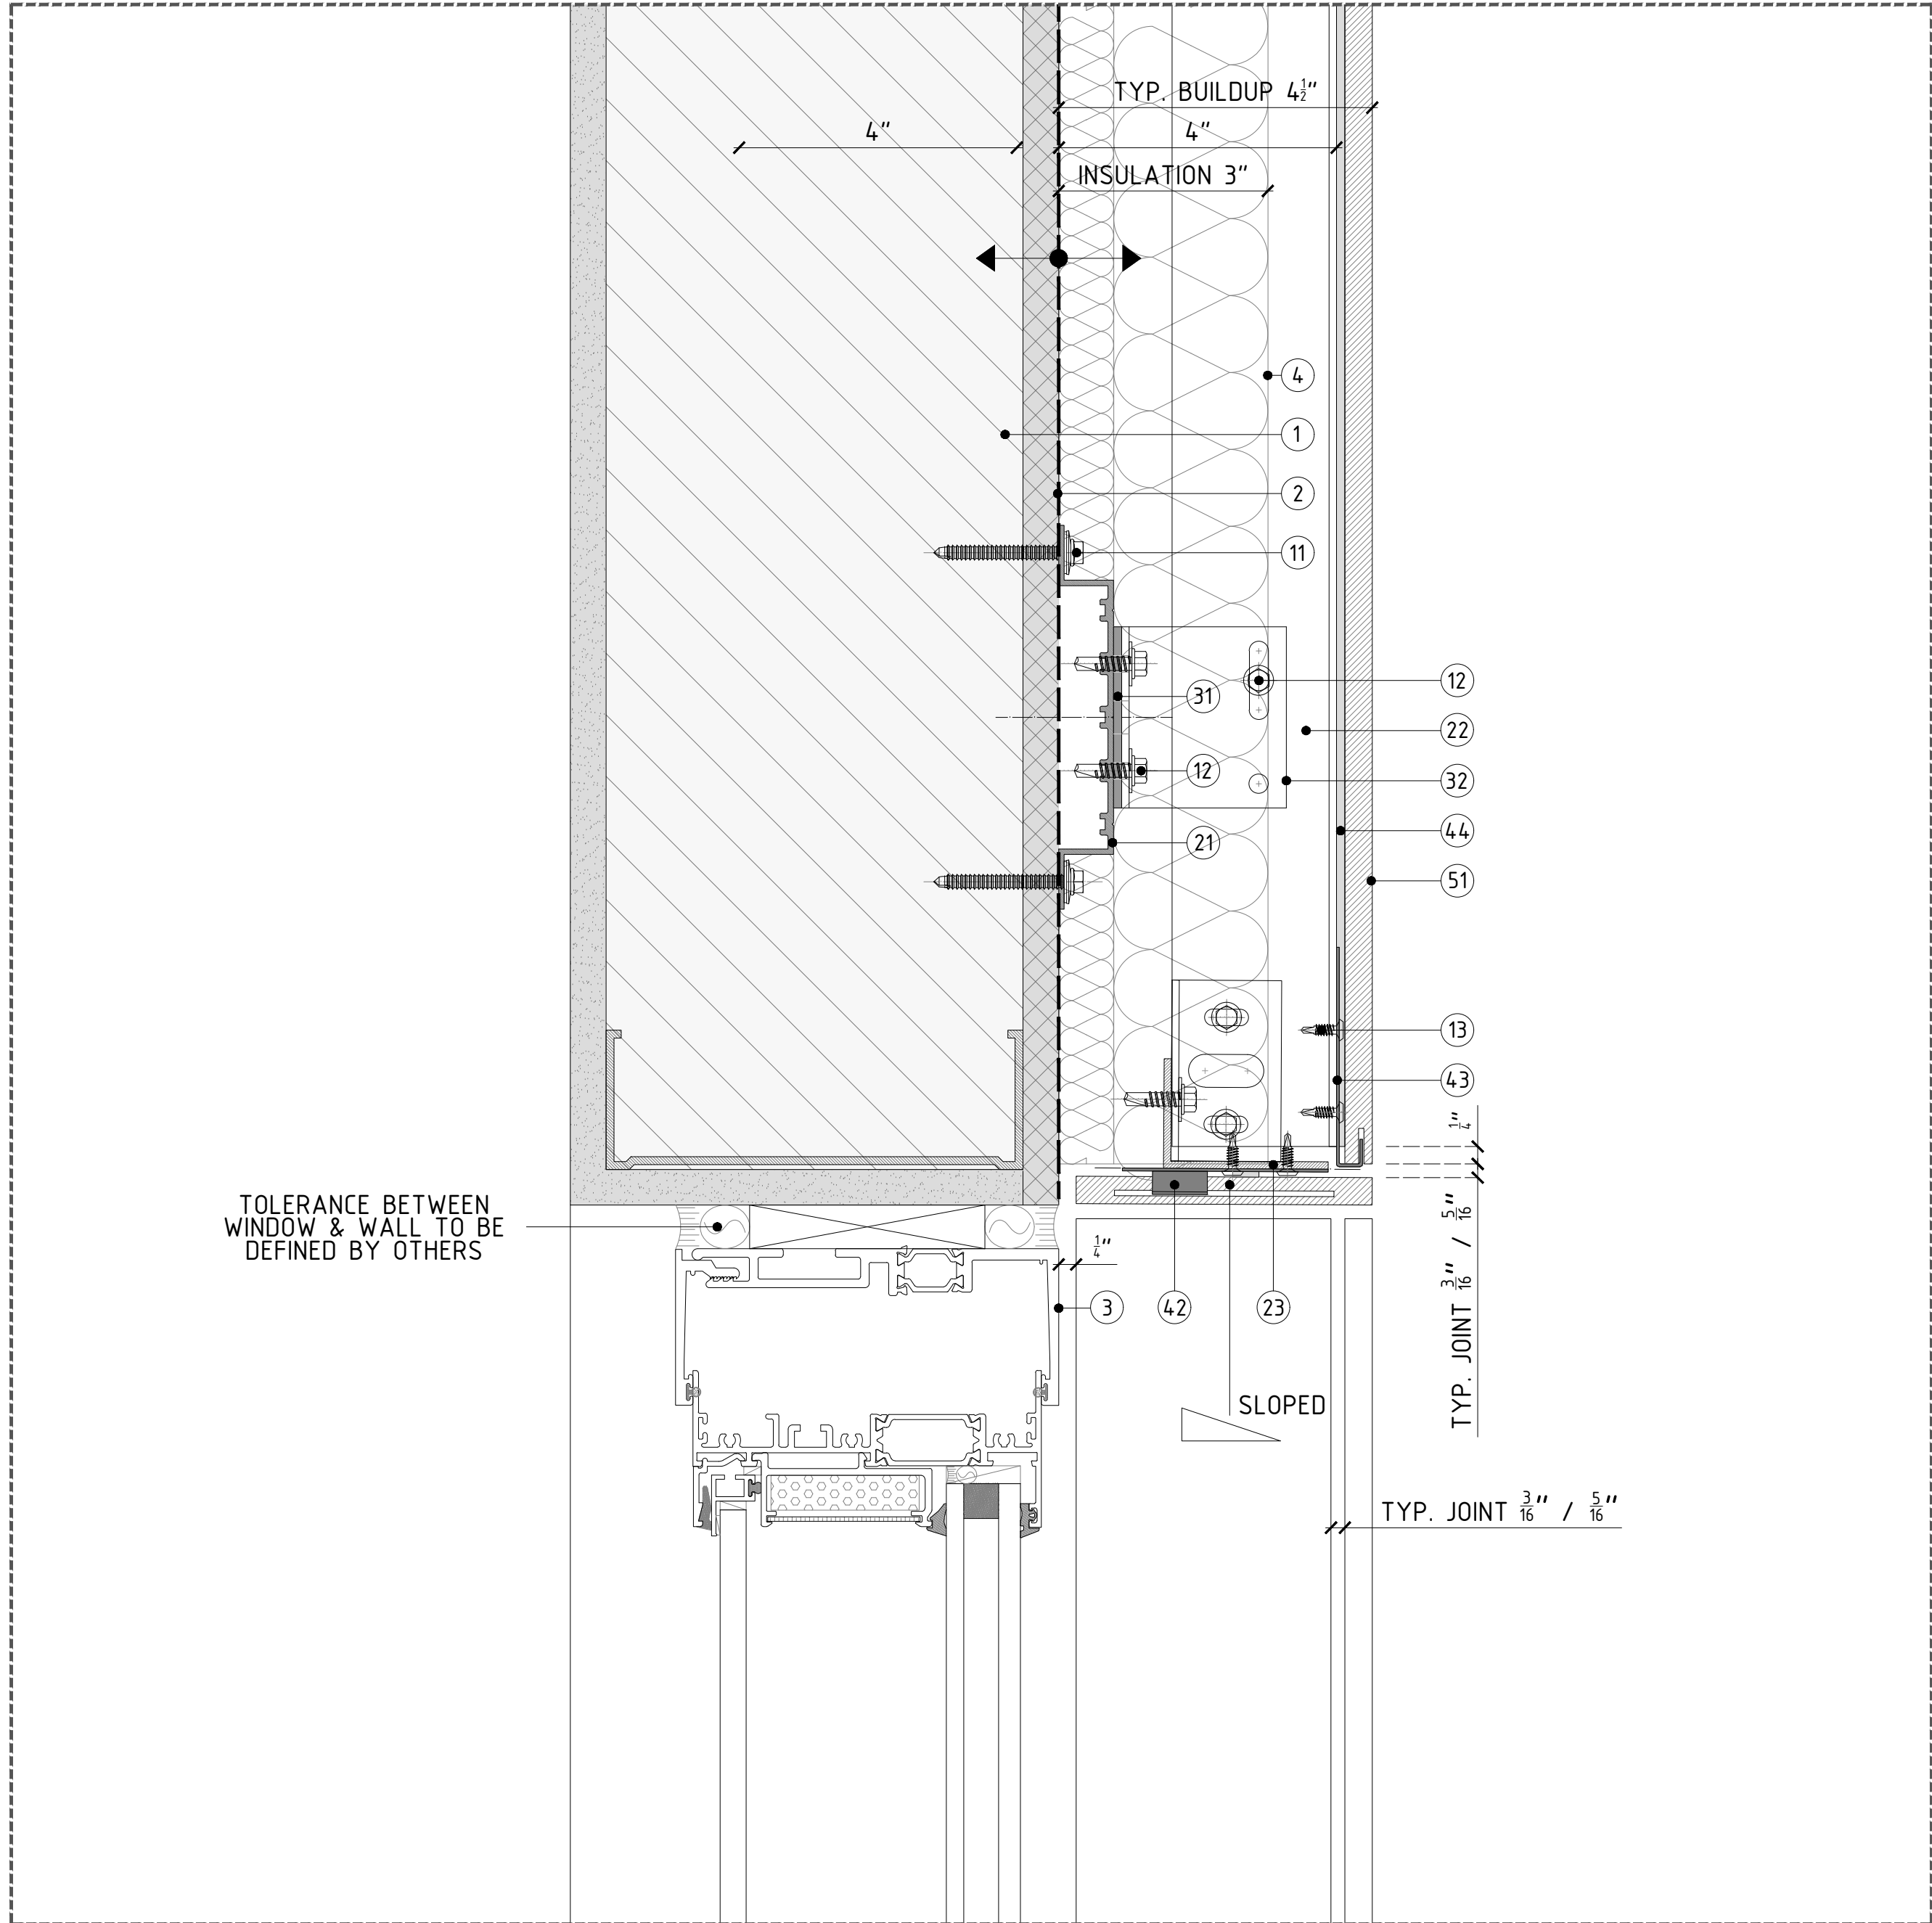 TYP. BUILDUP 4 1/2"
4"
4"
INSULATION 3"
4
1
2
11
12
31
22
12
32
44
21
51
13
43
1/4"
TOLERANCE BETWEEN
WINDOW & WALL TO BE
DEFINED BY OTHERS
1/4"
3
42
23
TYP. JOINT 3/16" / 5/16"
SLOPED
TYP. JOINT 3/16" / 5/16"